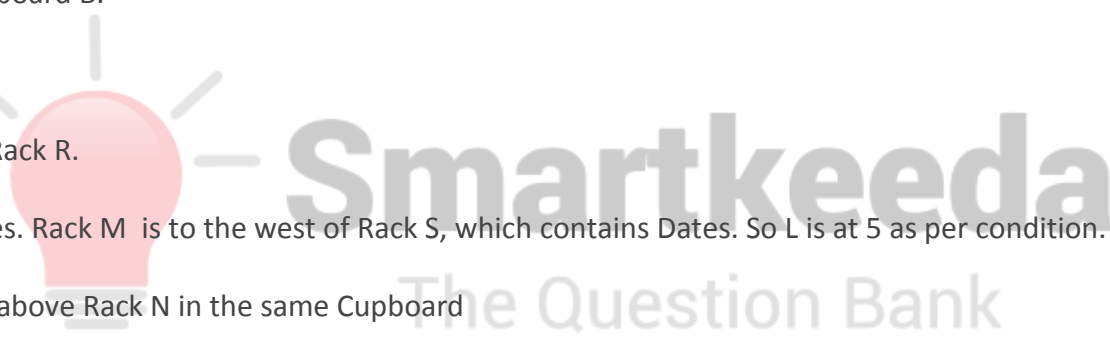 B.
Rack R.
es. Rack M is to the west of Rack S, which contains Dates. So L is at 5 as per condition.
above Rack N in the same Cupboard
Smartkeeda
The Question Bank